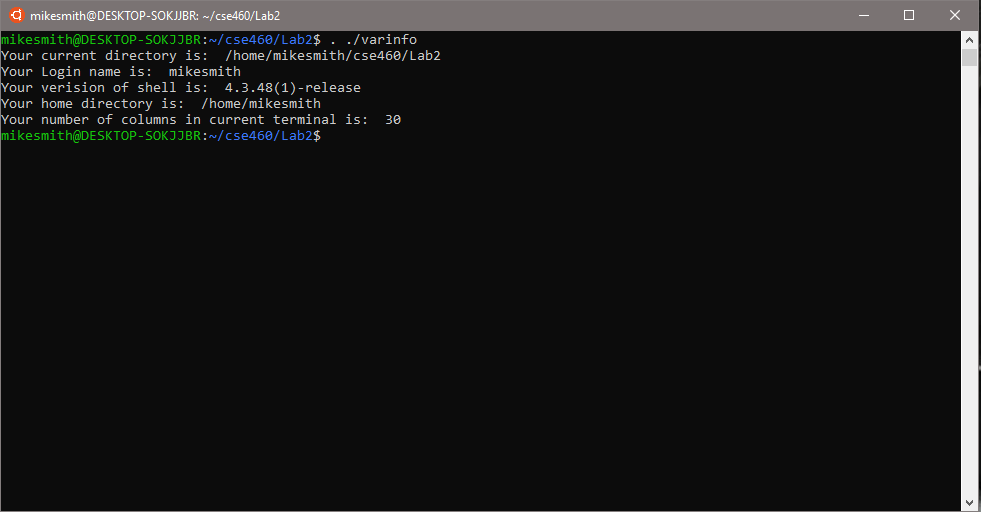 mikesmith@DESKTOP-SOKJJBR: ~/cse460/Lab2
mikesmith@DESKTOP-SOKJJBR:~/cse460/Lab2$ . ./varinfo
Your current directory is:  /home/mikesmith/cse460/Lab2
Your Login name is:  mikesmith
Your verision of shell is:  4.3.48(1)-release
Your home directory is:  /home/mikesmith
Your number of columns in current terminal is:  30
mikesmith@DESKTOP-SOKJJBR:~/cse460/Lab2$